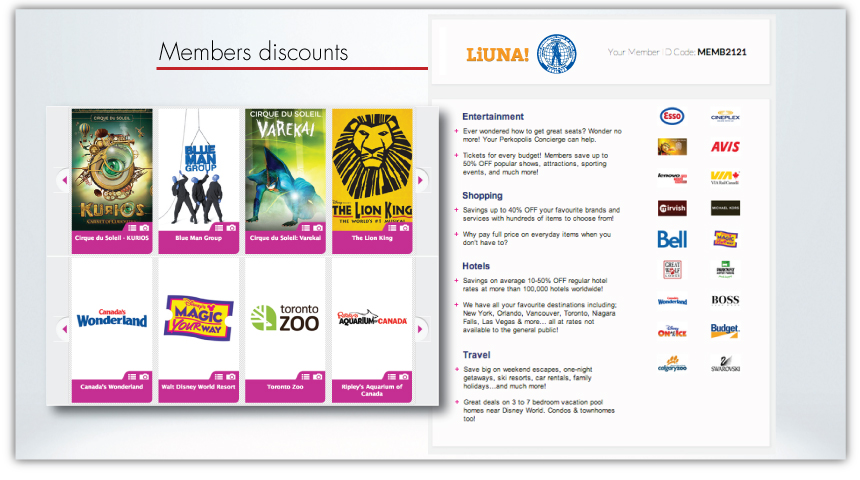 Members discounts
LiUNA!
Your Member ID Code: MEMB2121
CIRQUE DU SOLEIL
KURIOS
Cirque du Soleil - KURIOS
BLUE
MAN
GROUP
Blue Man Group
CIRQUE DU SOLEIL
VAREKAI
Cirque du Soleil: Varekai
THE LION KING
THE WORLD'S #1 MUSICAL
The Lion King
Canada's
Wonderland
Canada's Wonderland
Disney's
MAGIC
YOUR WAY
Walt Disney World Resort
toronto
ZOO
Toronto Zoo
Ripley's
AQUARIUM OF CANADA
Ripley's Aquarium of
Canada
Entertainment
+ Ever wondered how to get great seats? Wonder no
more! Your Perkopolis Concierge can help.
+ Tickets for every budget! Members save up to
50% OFF popular shows, attractions, sporting
events, and much more!
Shopping
+ Savings up to 40% OFF your favourite brands and
services with hundreds of items to choose from!
+ Why pay full price on everyday items when you
don't have to?
Hotels
+ Savings on average 10-50% OFF regular hotel
rates at more than 100,000 hotels worldwide!
+ We have all your favourite destinations including;
New York, Orlando, Vancouver, Toronto, Niagara
Falls, Las Vegas & more... all at rates not
available to the general public!
Travel
+ Save big on weekend escapes, one-night
getaways, ski resorts, car rentals, family
holidays...and much more!
+ Great deals on 3 to 7 bedroom vacation pool
homes near Disney World. Condos & townhomes
too!
Esso
CINEPLEX
AVIS
lenovo
VIA
VIA Rail Canada
mirvish
MICHAEL KORS
Bell
MAGIC
YOUR WAY
GREAT
WOLF
LODGE
Canada's
Wonderland
BOSS
Disney
ON ICE
Budget
calgaryzoo
SWAROVSKI